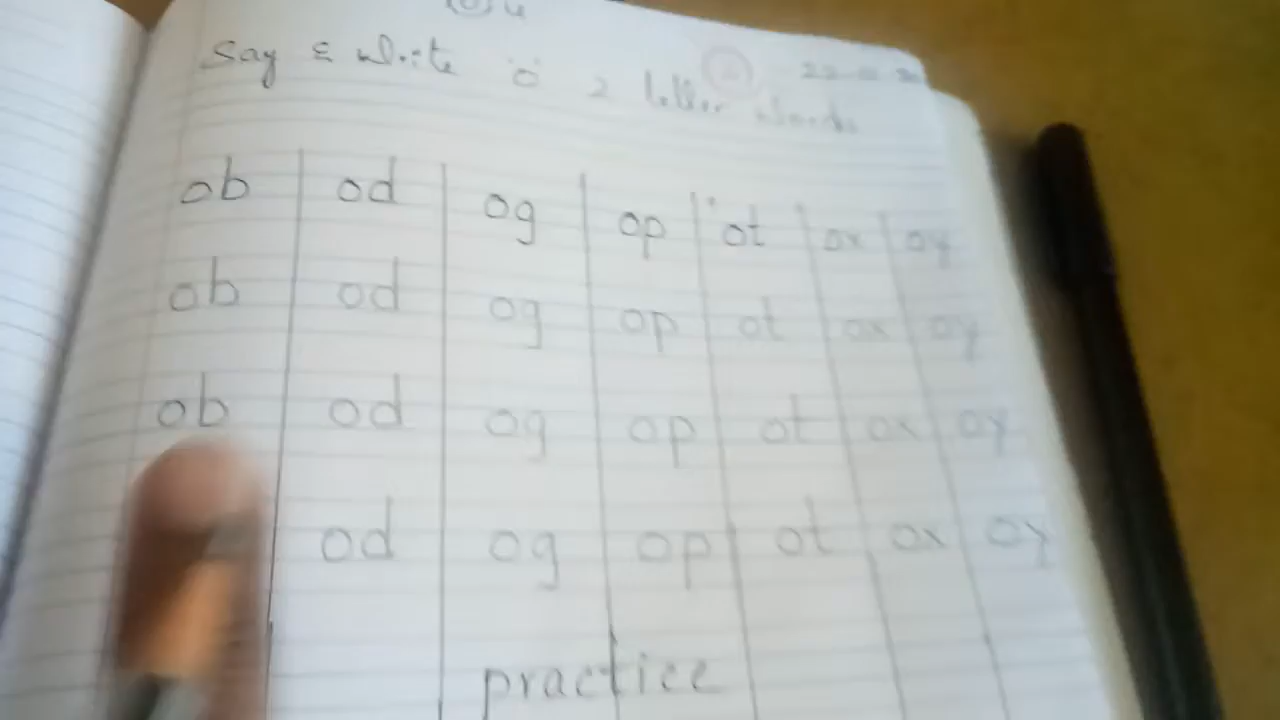 Say & Write 'o' 2 letter words
ob od og op ot ox oy
ob od og op ot ox oy
ob od og op ot ox oy
od og op ot ox oy
practice